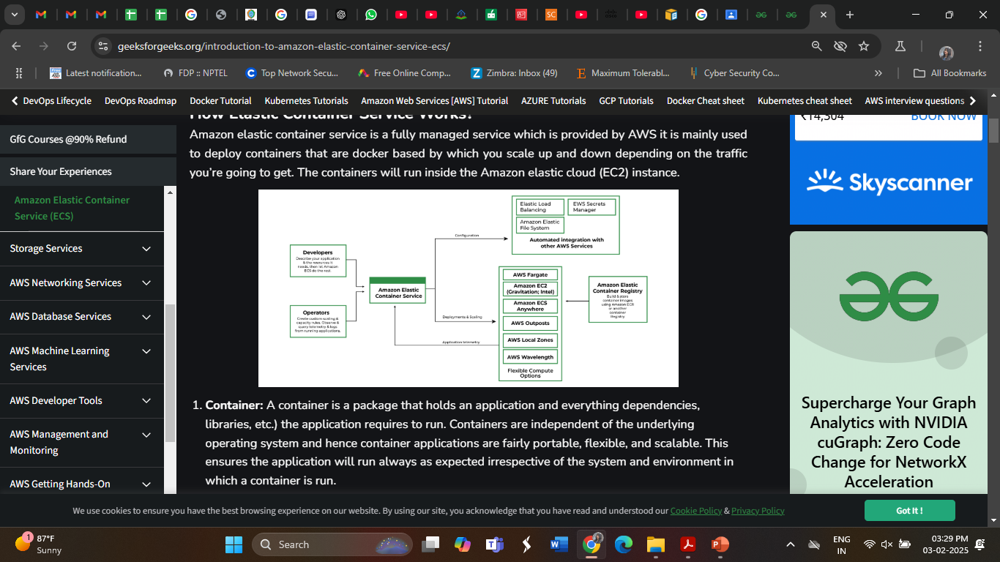 geeksforgeeks.org/introduction-to-amazon-elastic-container-service-ecs/
Latest notification...
FDP :: NPTEL
Top Network Secu...
Free Online Comp...
Zimbra: Inbox (49)
Maximum Tolerabl...
Cyber Security Co...
All Bookmarks
DevOps Lifecycle
DevOps Roadmap
Docker Tutorial
Kubernetes Tutorials
Amazon Web Services [AWS] Tutorial
AZURE Tutorials
GCP Tutorials
Docker Cheat sheet
Kubernetes cheat sheet
AWS interview questions
GfG Courses @90% Refund
Share Your Experiences
Amazon Elastic Container
Service (ECS)
Storage Services
AWS Networking Services
AWS Database Services
AWS Machine Learning
Services
AWS Developer Tools
AWS Management and
Monitoring
AWS Getting Hands-On
How Elastic Container Service Works?
Amazon elastic container service is a fully managed service which is provided by AWS it is mainly used
to deploy containers that are docker based by which you scale up and down depending on the traffic
you're going to get. The containers will run inside the Amazon elastic cloud (EC2) instance.
Developers
Describe your application
& the resources it
needs, then let Amazon
ECS do the rest.
Operators
Create custom scaling &
capacity rules. Observe &
query telemetry & logs
from running applications.
Amazon Elastic
Container Service
Configuration
Deployments & Scaling
Application telemetry
Elastic Load
Balancing
EWS Secrets
Manager
Amazon Elastic
File System
Automated integration with
other AWS Services
AWS Fargate
Amazon EC2
(Gravitation; Intel)
Amazon ECS
Anywhere
AWS Outposts
AWS Local Zones
AWS Wavelength
Flexible Compute
Options
Amazon Elastic
Container Registry
Build & store
container images
using Amazon ECR
or another
container
Registry
1. Container: A container is a package that holds an application and everything dependencies,
libraries, etc.) the application requires to run. Containers are independent of the underlying
operating system and hence container applications are fairly portable, flexible, and scalable. This
ensures the application will run always as expected irrespective of the system and environment in
which a container is run.
₹14,304
BOOK NOW
Skyscanner
Supercharge Your Graph
Analytics with NVIDIA
cuGraph: Zero Code
Change for NetworkX
Acceleration
We use cookies to ensure you have the best browsing experience on our website. By using our site, you acknowledge that you have read and understood our Cookie Policy & Privacy Policy
Got It !
1
87°F
Sunny
Search
ENG
IN
03:29 PM
03-02-2025